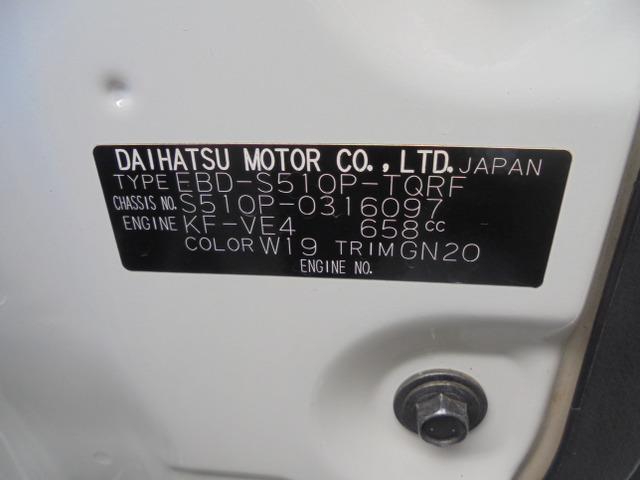 DAIHATSU MOTOR CO., LTD. JAPAN
TYPE EBD-S510P-TQRF
CHASSIS NO. S510P-0316097
ENGINE KF-VE4 658cc
COLOR W19 TRIM GN20
ENGINE NO.